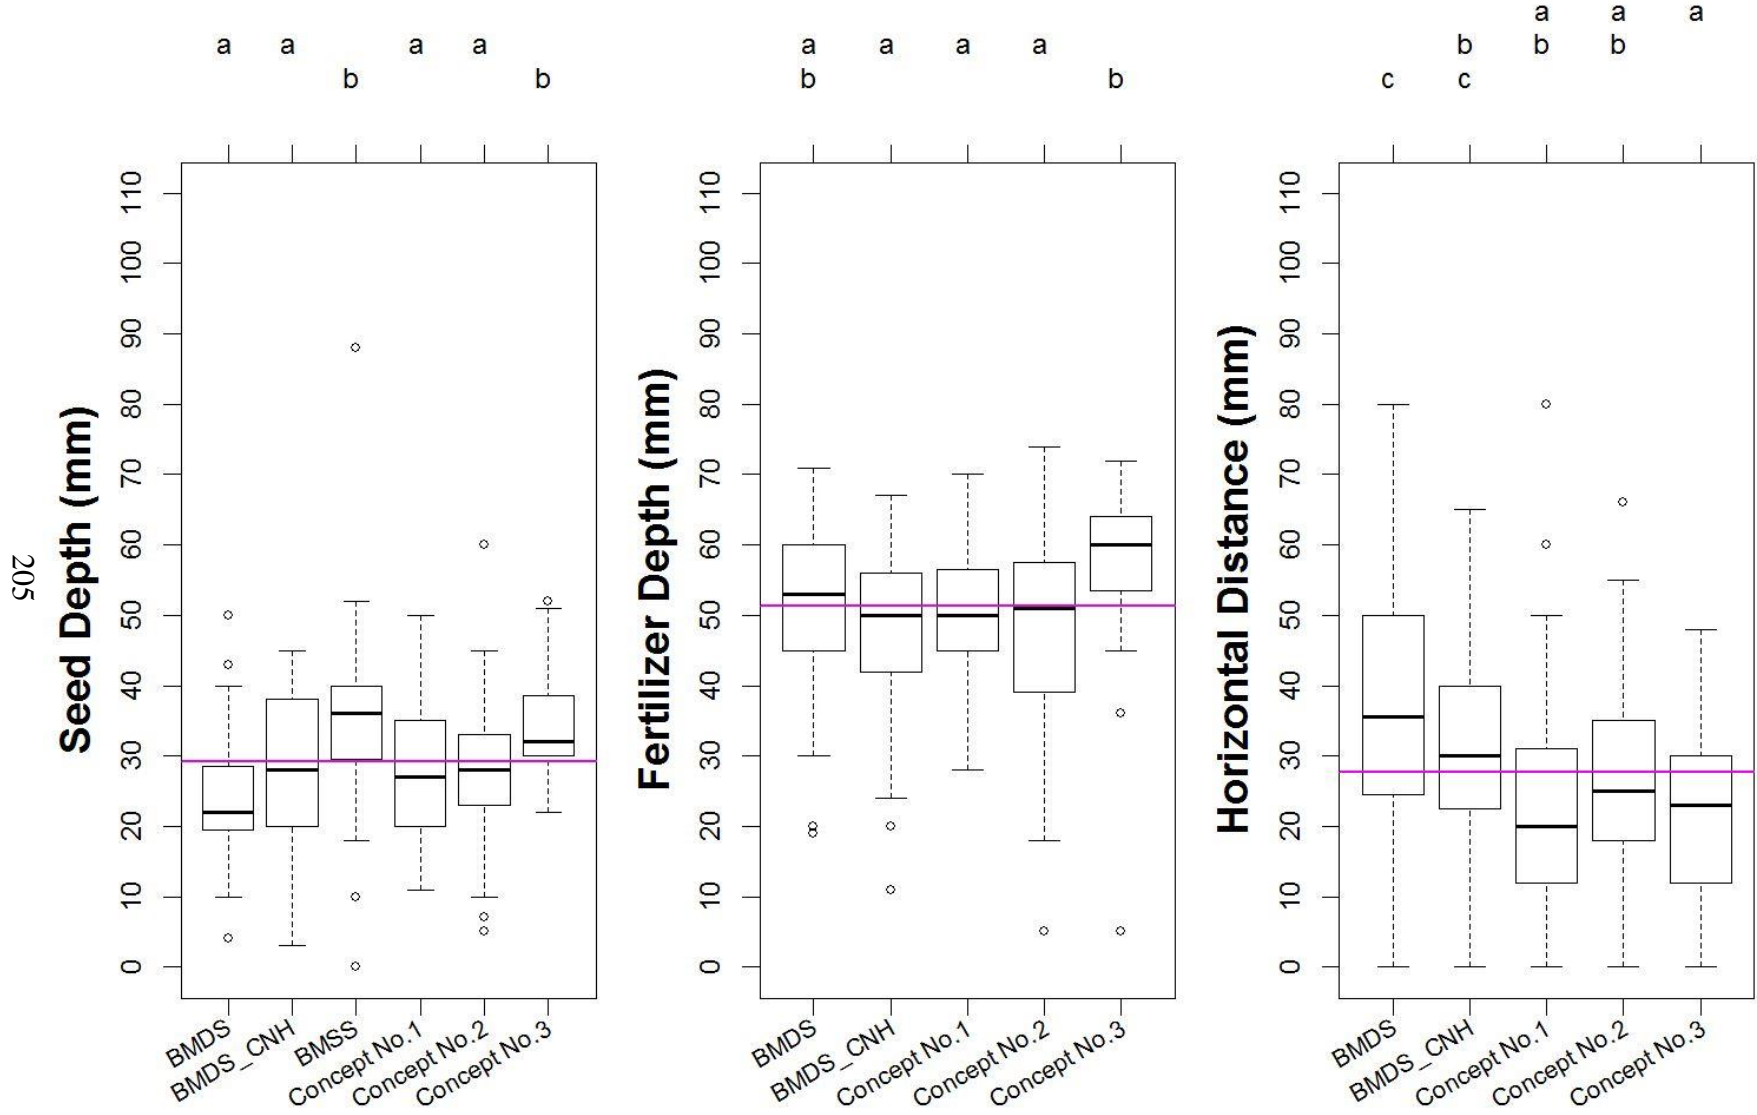 a a b a a b
a b a a a b
c b c a b a b a
Seed Depth (mm)
0 10 20 30 40 50 60 70 80 90 100 110
BMDS
BMDS_CNH
BMSS
Concept No.1
Concept No.2
Concept No.3
Fertilizer Depth (mm)
0 10 20 30 40 50 60 70 80 90 100 110
BMDS
BMDS_CNH
Concept No.1
Concept No.2
Concept No.3
Horizontal Distance (mm)
0 10 20 30 40 50 60 70 80 90 100 110
BMDS
BMDS_CNH
Concept No.1
Concept No.2
Concept No.3
205